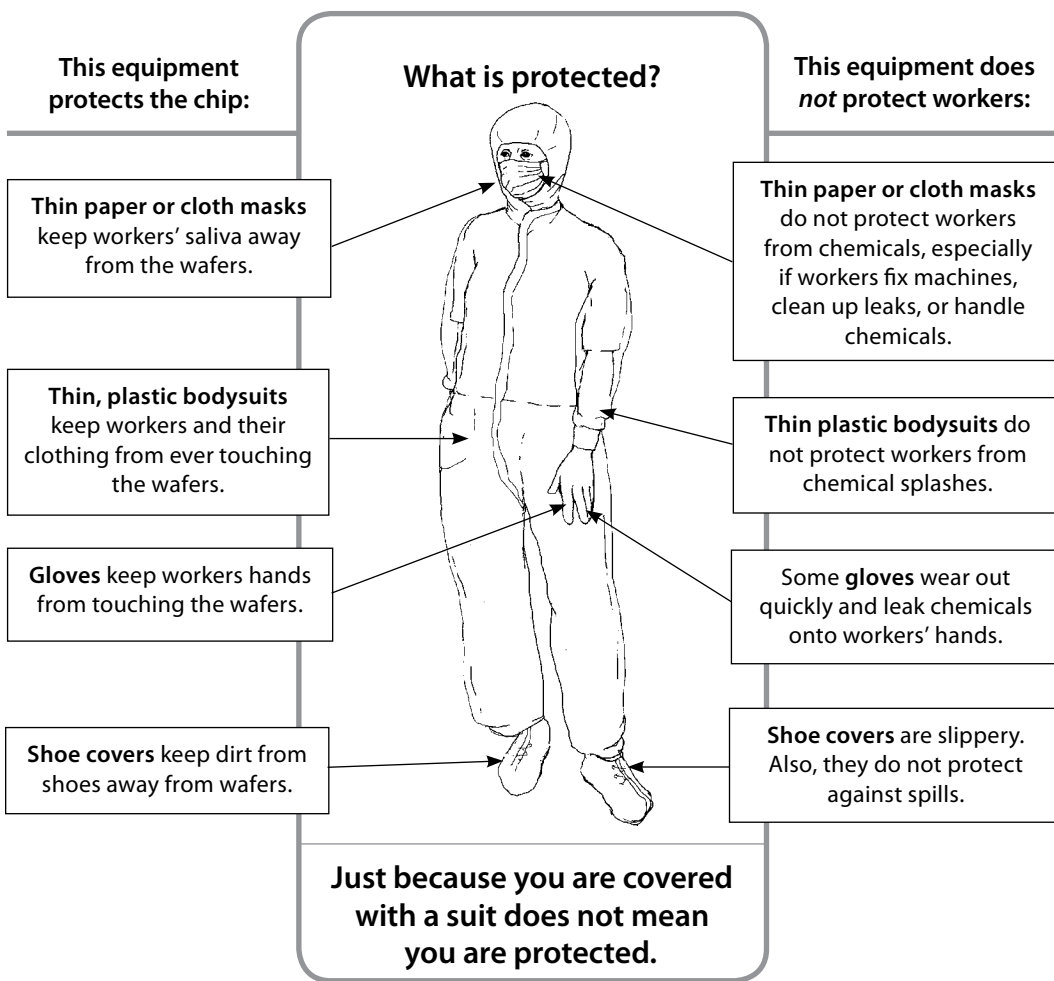 This equipment
protects the chip:
What is protected?
This equipment does
not protect workers:
Thin paper or cloth masks
keep workers’ saliva away
from the wafers.
Thin paper or cloth masks
do not protect workers
from chemicals, especially
if workers fix machines,
clean up leaks, or handle
chemicals.
Thin, plastic bodysuits
keep workers and their
clothing from ever touching
the wafers.
Thin plastic bodysuits do
not protect workers from
chemical splashes.
Gloves keep workers hands
from touching the wafers.
Some gloves wear out
quickly and leak chemicals
onto workers’ hands.
Shoe covers keep dirt from
shoes away from wafers.
Shoe covers are slippery.
Also, they do not protect
against spills.
Just because you are covered
with a suit does not mean
you are protected.